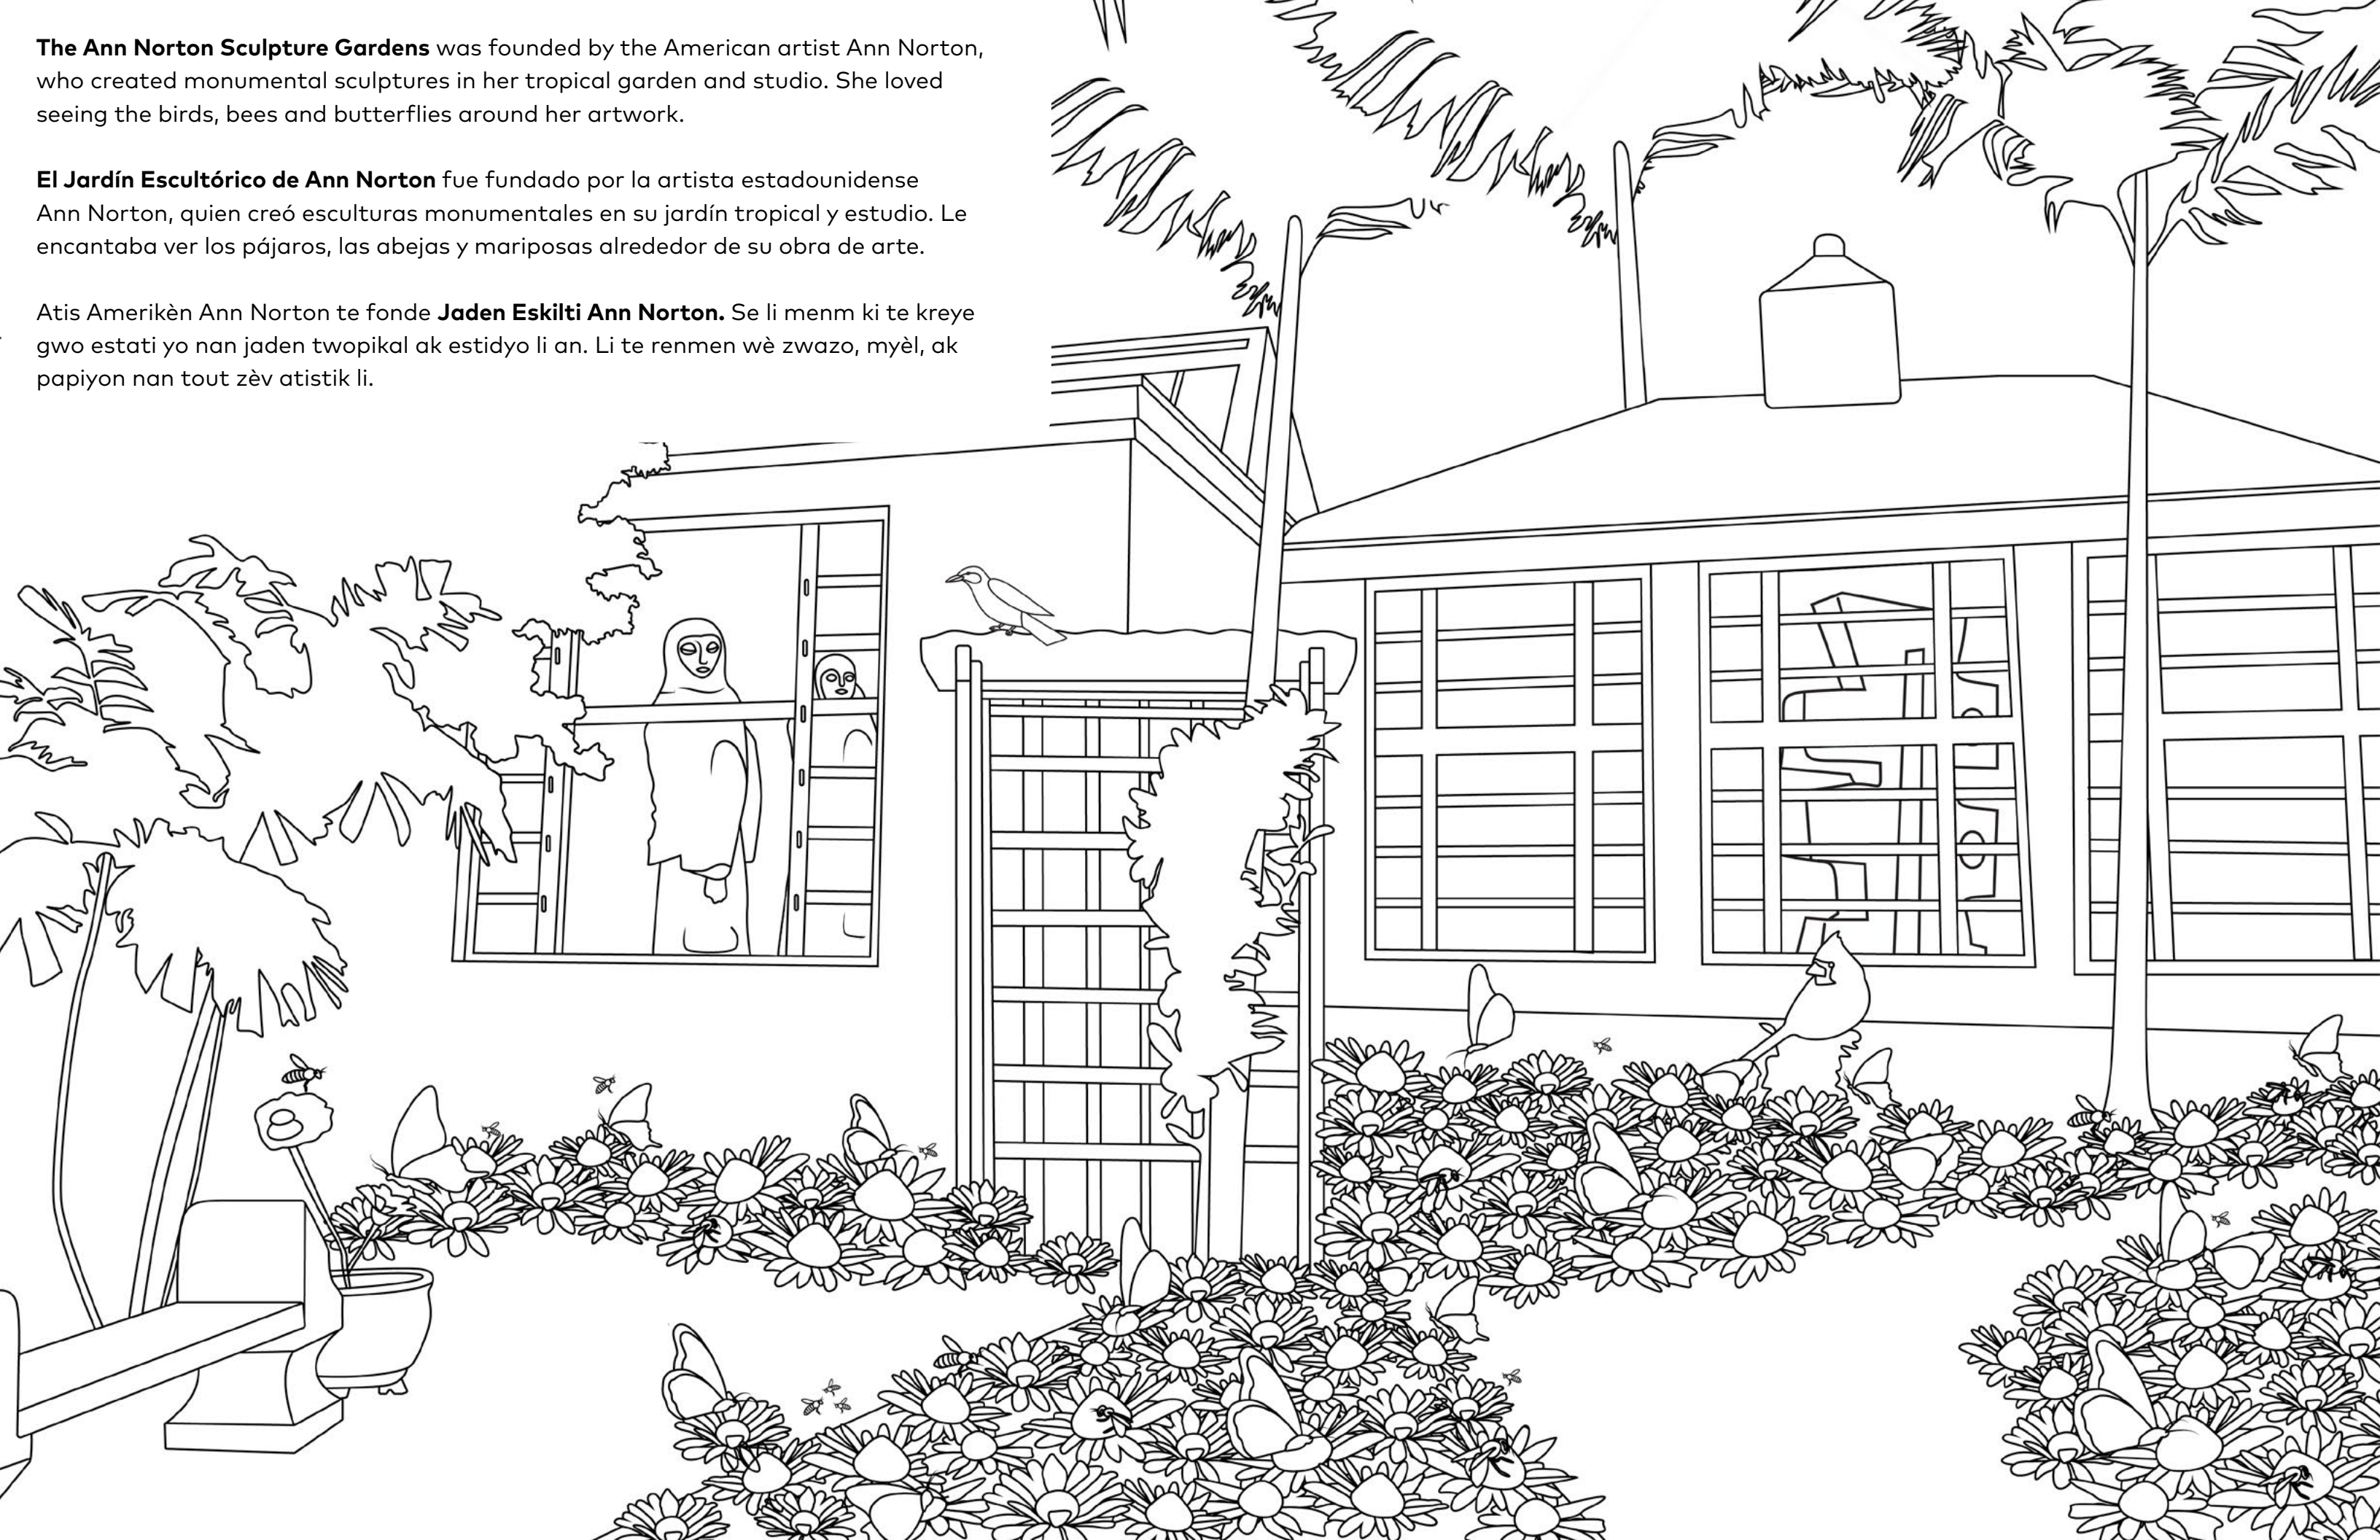 The Ann Norton Sculpture Gardens was founded by the American artist Ann Norton,
who created monumental sculptures in her tropical garden and studio. She loved
seeing the birds, bees and butterflies around her artwork.
El Jardín Escultórico de Ann Norton fue fundado por la artista estadounidense
Ann Norton, quien creó esculturas monumentales en su jardín tropical y estudio. Le
encantaba ver los pájaros, las abejas y mariposas alrededor de su obra de arte.
Atis Amerikèn Ann Norton te fonde Jaden Eskilti Ann Norton. Se li menm ki te kreye
gwo estati yo nan jaden twopikal ak estidyo li an. Li te renmen wè zwazo, myèl, ak
papiyon nan tout zèv atistik li.